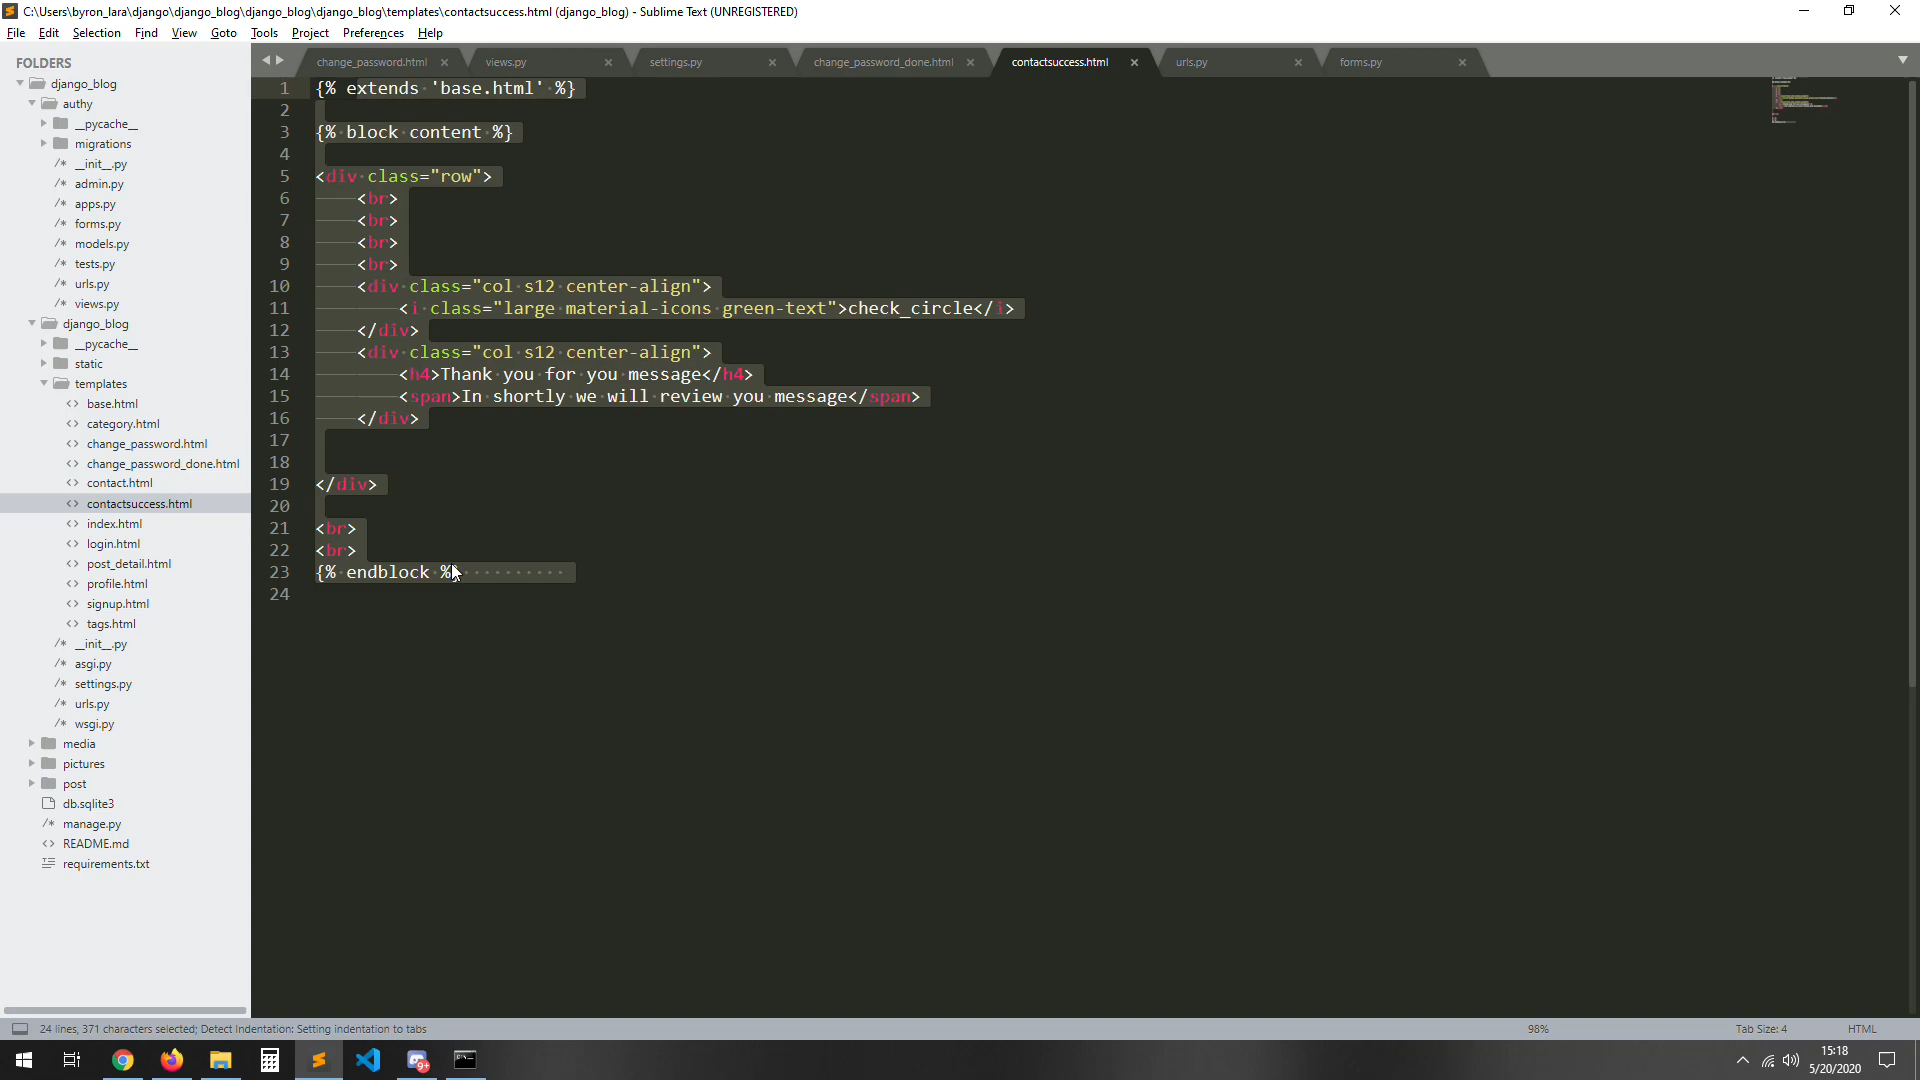 C:\Users\byron_lara\django\django_blog\django_blog\django_blog\templates\contactsuccess.html (django_blog) - Sublime Text (UNREGISTERED)
File Edit Selection Find View Goto Tools Project Preferences Help
FOLDERS
django_blog
authy
__pycache__
migrations
/* __init__.py
/* admin.py
/* apps.py
/* forms.py
/* models.py
/* tests.py
/* urls.py
/* views.py
django_blog
__pycache__
static
templates
<> base.html
<> category.html
<> change_password.html
<> change_password_done.html
<> contact.html
<> contactsuccess.html
<> index.html
<> login.html
<> post_detail.html
<> profile.html
<> signup.html
<> tags.html
/* __init__.py
/* asgi.py
/* settings.py
/* urls.py
/* wsgi.py
media
pictures
post
db.sqlite3
/* manage.py
<> README.md
requirements.txt
change_password.html × views.py × settings.py × change_password_done.html × contactsuccess.html × urls.py × forms.py ×
1 {% extends 'base.html' %}
2
3 {% block content %}
4
5 <div class="row">
6 <br>
7 <br>
8 <br>
9 <br>
10 <div class="col s12 center-align">
11 <i class="large material-icons green-text">check_circle</i>
12 </div>
13 <div class="col s12 center-align">
14 <h4>Thank you for you message</h4>
15 <span>In shortly we will review you message</span>
16 </div>
17
18
19 </div>
20
21 <br>
22 <br>
23 {% endblock %}
24
24 lines, 371 characters selected; Detect Indentation: Setting indentation to tabs 98% Tab Size: 4 HTML
9+
15:18
5/20/2020